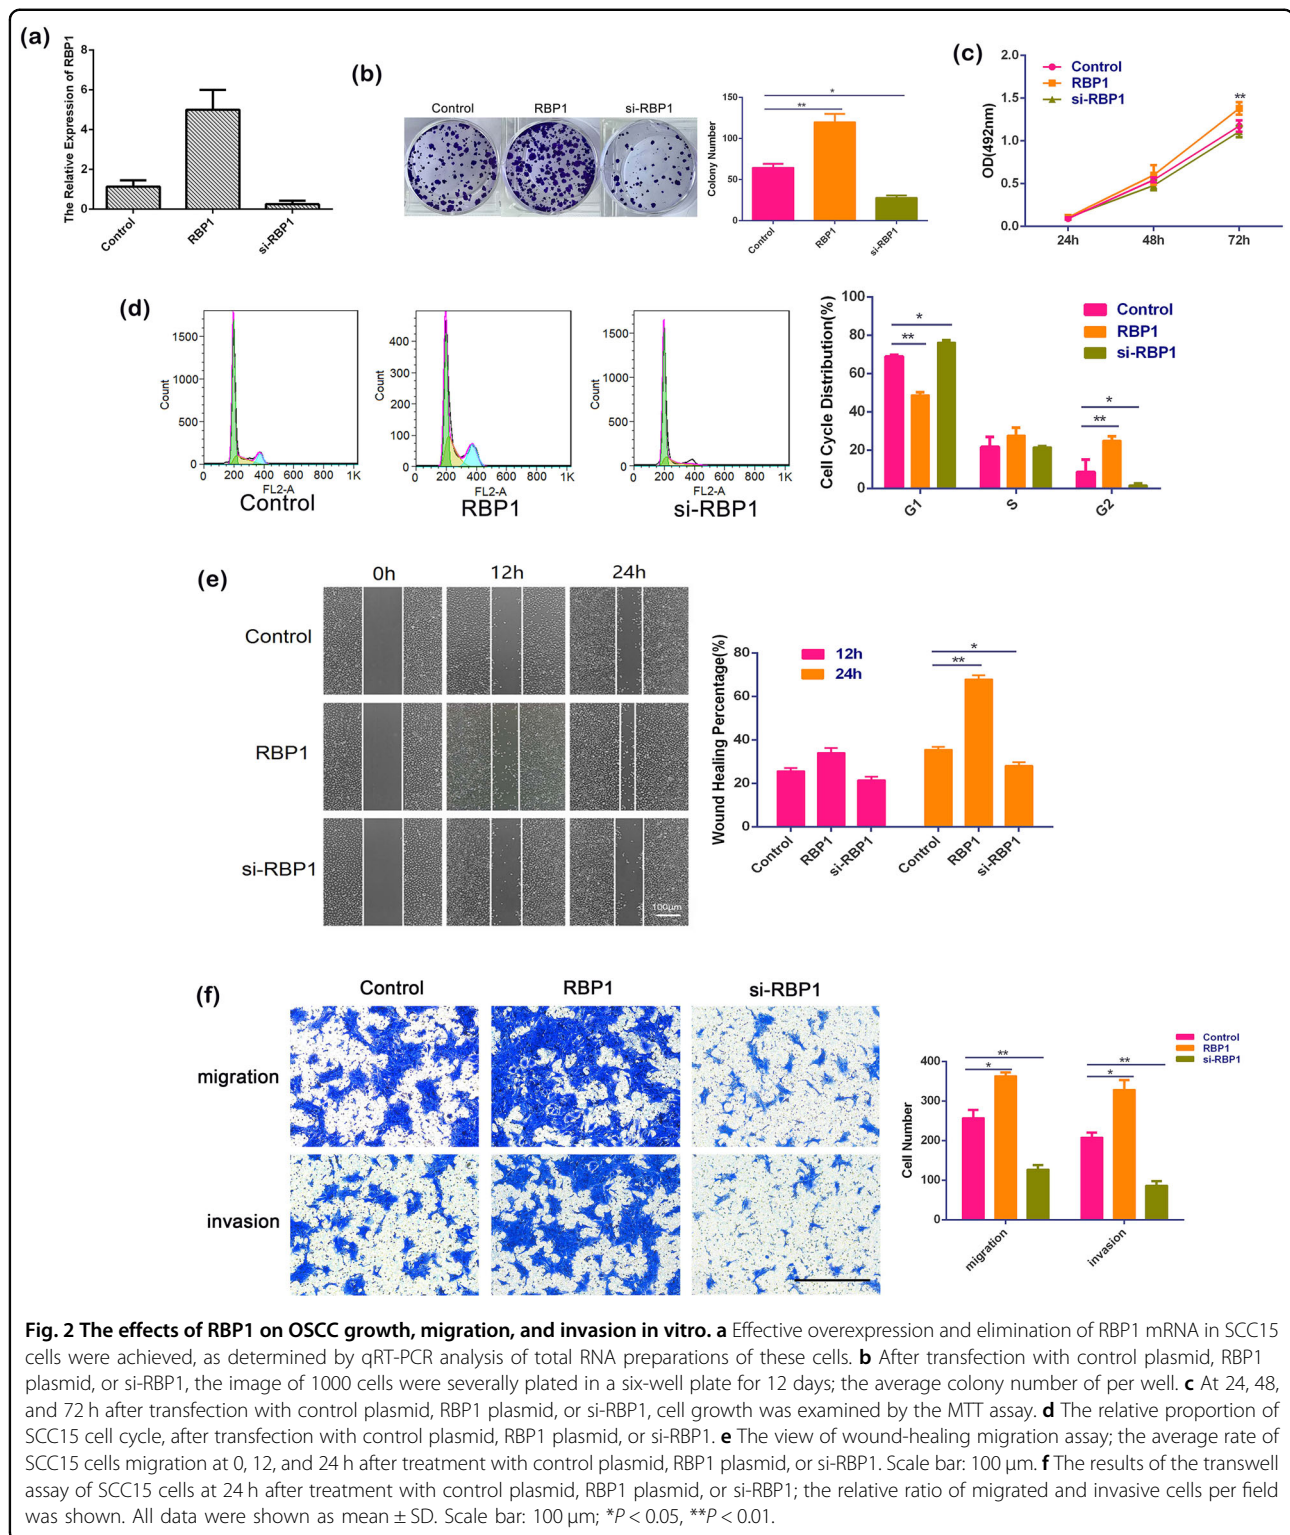 (a)
The Relative Expression of RBP1
8
6
4
2
0
Control
RBP1
si-RBP1
(b)
Control
RBP1
si-RBP1
Colony Number
150
100
50
0
**
*
Control
RBP1
si-RBP1
(c)
OD(492nm)
2.0
1.5
1.0
0.5
0.0
Control
RBP1
si-RBP1
**
24h
48h
72h
(d)
Count
1500
1000
500
0
0
200
400
600
800
1K
FL2-A
Control
Count
400
300
200
100
0
0
200
400
600
800
1K
FL2-A
RBP1
Count
1500
1000
500
0
0
200
400
600
800
1K
FL2-A
si-RBP1
Cell Cycle Distribution(%)
100
80
60
40
20
0
Control
RBP1
si-RBP1
*
**
*
**
G1
S
G2
(e)
0h
12h
24h
Control
RBP1
si-RBP1
100μm
Wound Healing Percentage(%)
80
60
40
20
0
12h
24h
*
**
Control
RBP1
si-RBP1
Control
RBP1
si-RBP1
(f)
Control
RBP1
si-RBP1
migration
invasion
Cell Number
400
300
200
100
0
Control
RBP1
si-RBP1
**
*
**
*
migration
invasion
Fig. 2 The effects of RBP1 on OSCC growth, migration, and invasion in vitro. a Effective overexpression and elimination of RBP1 mRNA in SCC15
cells were achieved, as determined by qRT-PCR analysis of total RNA preparations of these cells. b After transfection with control plasmid, RBP1
plasmid, or si-RBP1, the image of 1000 cells were severally plated in a six-well plate for 12 days; the average colony number of per well. c At 24, 48,
and 72 h after transfection with control plasmid, RBP1 plasmid, or si-RBP1, cell growth was examined by the MTT assay. d The relative proportion of
SCC15 cell cycle, after transfection with control plasmid, RBP1 plasmid, or si-RBP1. e The view of wound-healing migration assay; the average rate of
SCC15 cells migration at 0, 12, and 24 h after treatment with control plasmid, RBP1 plasmid, or si-RBP1. Scale bar: 100 μm. f The results of the transwell
assay of SCC15 cells at 24 h after treatment with control plasmid, RBP1 plasmid, or si-RBP1; the relative ratio of migrated and invasive cells per field
was shown. All data were shown as mean ± SD. Scale bar: 100 μm; *P < 0.05, **P < 0.01.